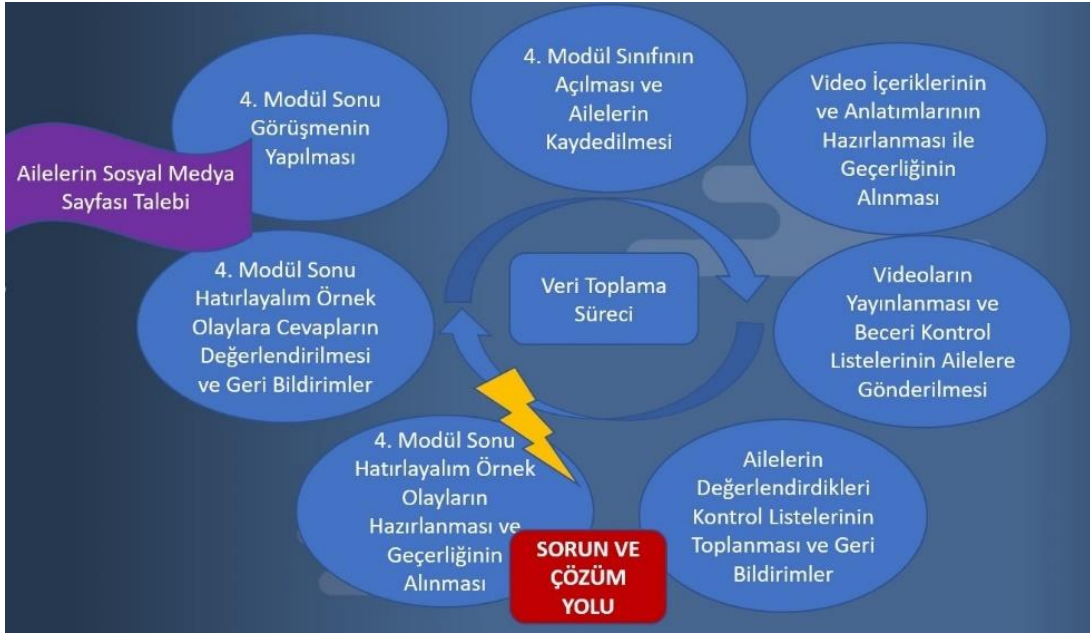 4. Modül Sınıfının
Açılması ve
Ailelerin
Kaydedilmesi
Video İçeriklerinin
ve Anlatımlarının
Hazırlanması ile
Geçerliğinin
Alınması
Videoların
Yayınlanması ve
Beceri Kontrol
Listelerinin Ailelere
Gönderilmesi
Ailelerin
Değerlendirdikleri
Kontrol Listelerinin
Toplanması ve Geri
Bildirimler
4. Modül Sonu
Hatırlayalım Örnek
Olayların
Hazırlanması ve
Geçerliğinin
Alınması
SORUN VE
ÇÖZÜM
YOLU
4. Modül Sonu
Hatırlayalım Örnek
Olaylara Cevapların
Değerlendirilmesi
ve Geri Bildirimler
4. Modül Sonu
Görüşmenin
Yapılması
Ailelerin Sosyal Medya
Sayfası Talebi
Veri Toplama
Süreci